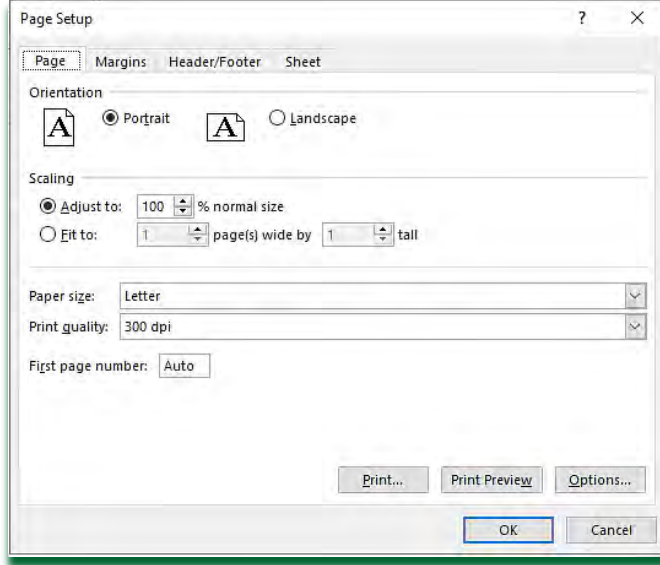 Page Setup ? ×
Page Margins Header/Footer Sheet
Orientation
A Portrait A Landscape
Scaling
Adjust to: 100 % normal size
Fit to: 1 page(s) wide by 1 tall
Paper size: Letter
Print quality: 300 dpi
First page number: Auto
Print... Print Preview Options...
OK Cancel